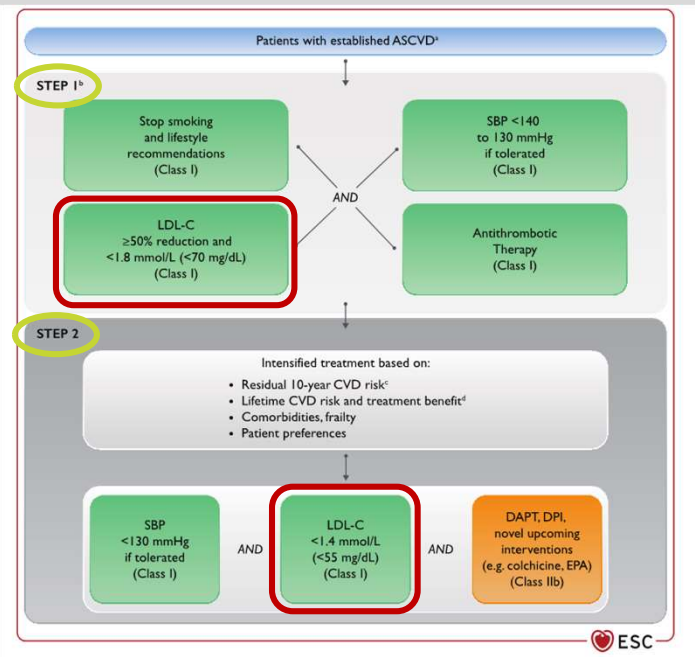 Patients with established ASCVDᵃ
STEP 1ᵇ
Stop smoking
and lifestyle
recommendations
(Class I)
SBP <140
to 130 mmHg
if tolerated
(Class I)
AND
LDL-C
≥50% reduction and
<1.8 mmol/L (<70 mg/dL)
(Class I)
Antithrombotic
Therapy
(Class I)
STEP 2
Intensified treatment based on:
• Residual 10-year CVD riskᶜ
• Lifetime CVD risk and treatment benefitᵈ
• Comorbidities, frailty
• Patient preferences
SBP
<130 mmHg
if tolerated
(Class I)
AND
LDL-C
<1.4 mmol/L
(<55 mg/dL)
(Class I)
AND
DAPT, DPI,
novel upcoming
interventions
(e.g. colchicine, EPA)
(Class IIb)
ESC